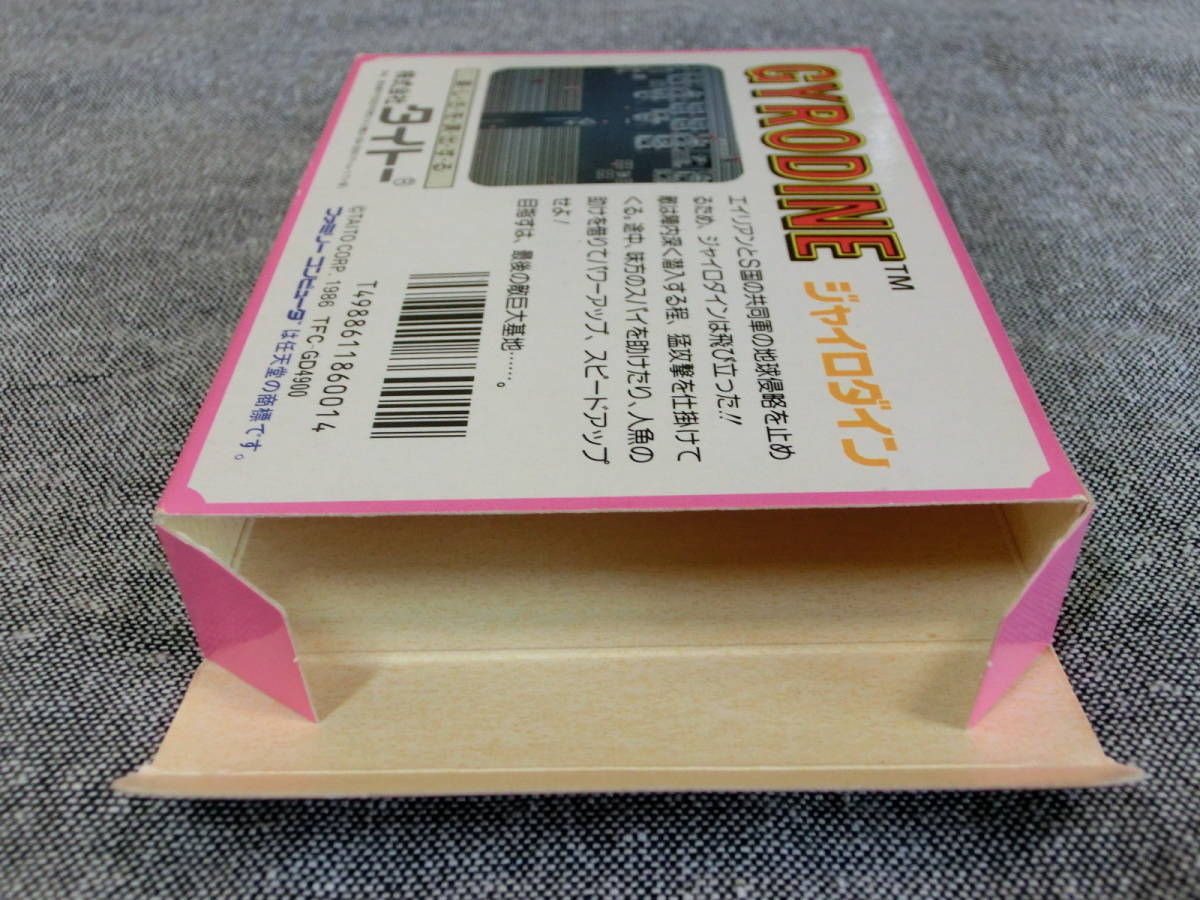 GYRODINE™
ジャイロダイン
エイリアンとS国の共同軍の地球侵略を止め
るため、ジャイロダインは飛び立った!!
敵は境内深く潜入する程、猛攻撃を仕掛けて
くる。途中、味方のスパイを助けたり、人魚の
助けを借りてパワーアップ、スピードアップ
せよ!
目指すは、最後の敵巨大基地……。
T4988611860014
株式会社タイトー®
©TAITO CORP. 1986 TFC-GD4900
ファミリーコンピュータは任天堂の商標です。